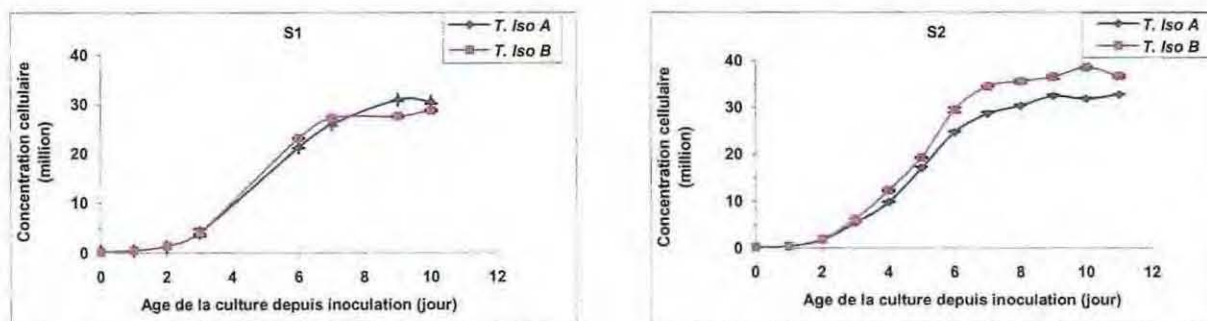 S1
T. Iso A
T. Iso B
Concentration cellulaire
(million)
40
30
20
10
0
0 2 4 6 8 10 12
Age de la culture depuis inoculation (jour)
S2
T. Iso A
T. Iso B
Concentration cellulaire
(million)
40
30
20
10
0
0 2 4 6 8 10 12
Age de la culture depuis inoculation (jour)